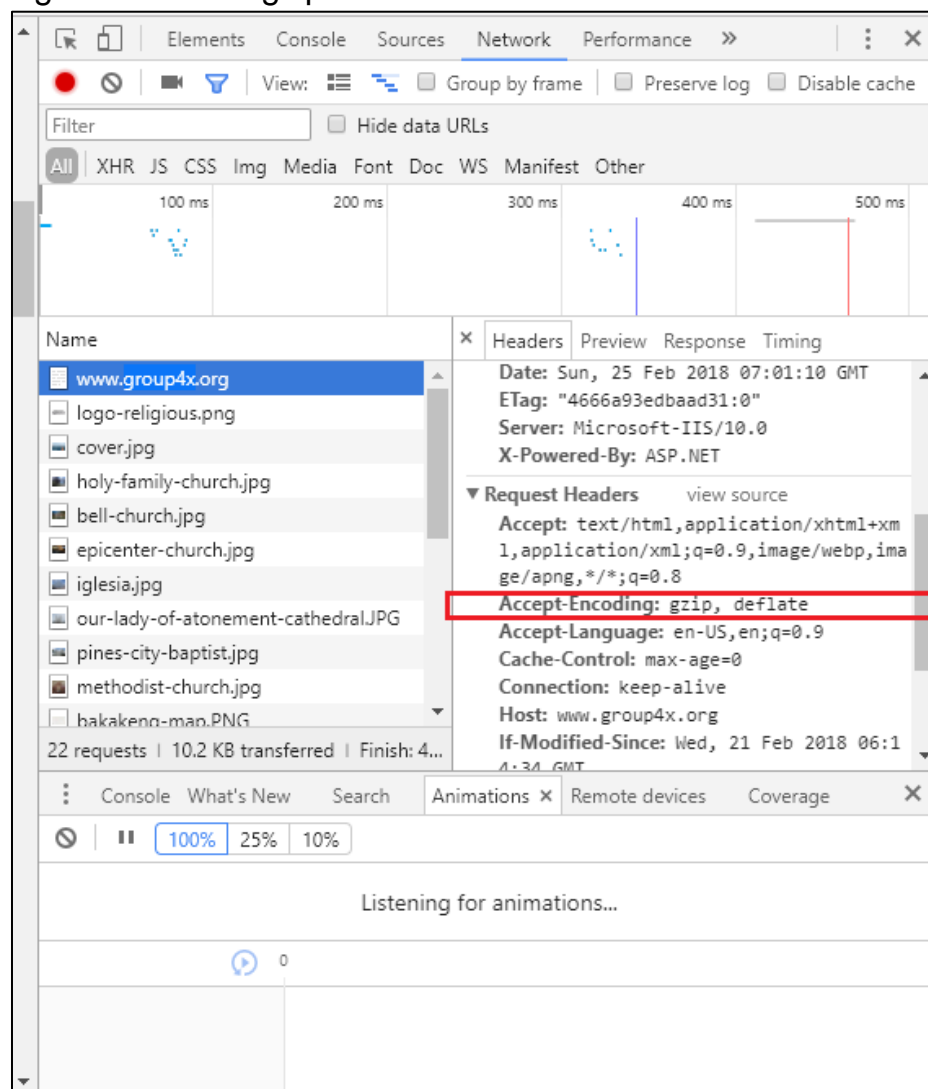 Elements Console Sources Network Performance »
View: Group by frame Preserve log Disable cache
Filter Hide data URLs
All XHR JS CSS Img Media Font Doc WS Manifest Other
100 ms 200 ms 300 ms 400 ms 500 ms
Name
www.group4x.org
logo-religious.png
cover.jpg
holy-family-church.jpg
bell-church.jpg
epicenter-church.jpg
iglesia.jpg
our-lady-of-atonement-cathedral.JPG
pines-city-baptist.jpg
methodist-church.jpg
bakakeng-map.PNG
22 requests | 10.2 KB transferred | Finish: 4...
× Headers Preview Response Timing
Date: Sun, 25 Feb 2018 07:01:10 GMT
ETag: "4666a93edbaad31:0"
Server: Microsoft-IIS/10.0
X-Powered-By: ASP.NET
▼ Request Headers view source
Accept: text/html,application/xhtml+xm
l,application/xml;q=0.9,image/webp,ima
ge/apng,*/*;q=0.8
Accept-Encoding: gzip, deflate
Accept-Language: en-US,en;q=0.9
Cache-Control: max-age=0
Connection: keep-alive
Host: www.group4x.org
If-Modified-Since: Wed, 21 Feb 2018 06:1
4:34 GMT
Console What's New Search Animations × Remote devices Coverage ×
100% 25% 10%
Listening for animations...
0